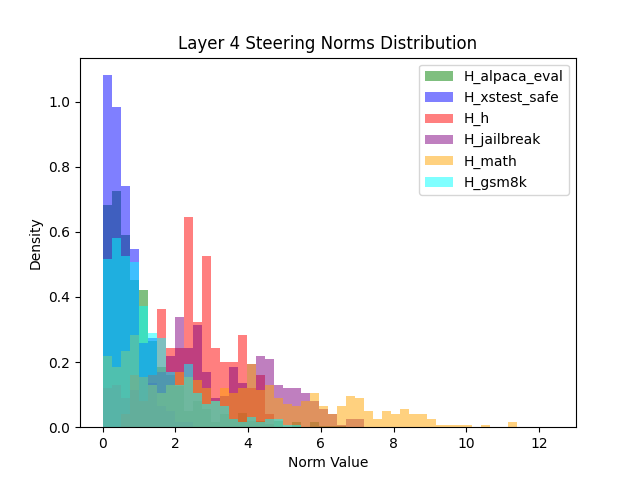 Layer 4 Steering Norms Distribution
H_alpaca_eval
H_xstest_safe
H_h
H_jailbreak
H_math
H_gsm8k
Density
1.0
0.8
0.6
0.4
0.2
0.0
0 2 4 6 8 10 12
Norm Value